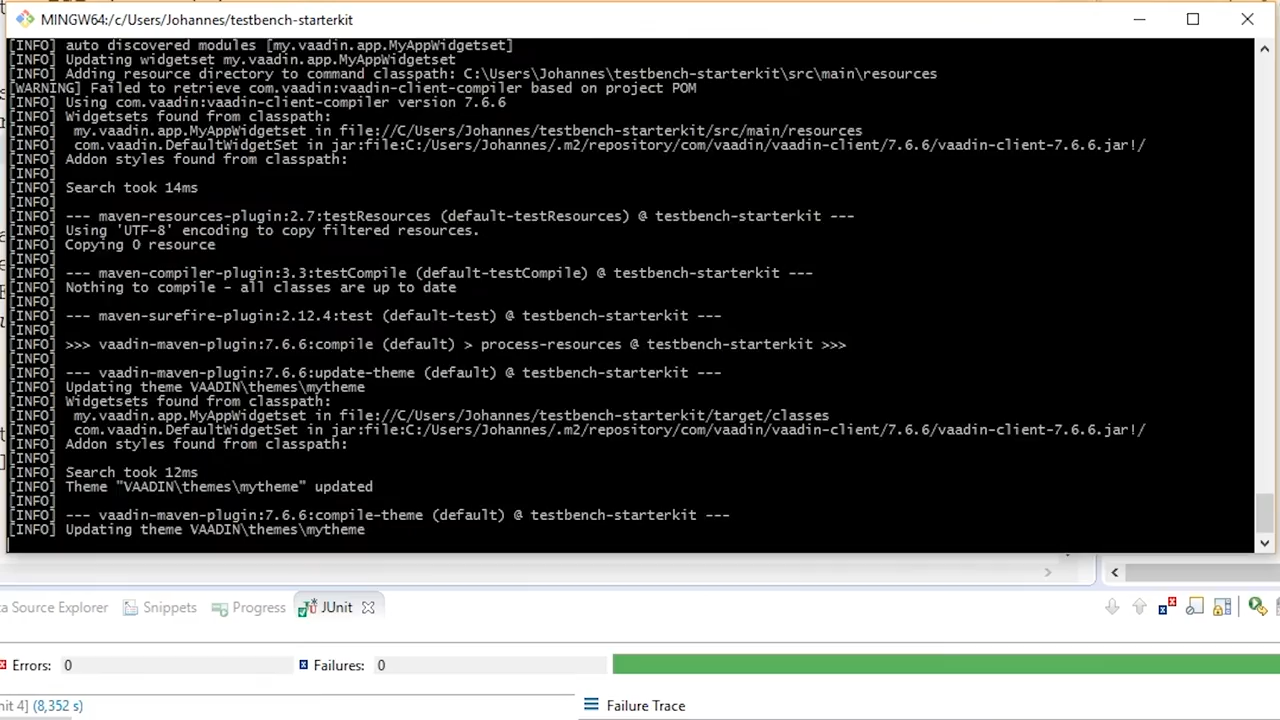 MINGW64:/c/Users/Johannes/testbench-starterkit
[INFO] auto discovered modules [my.vaadin.app.MyAppWidgetset]
[INFO] Updating widgetset my.vaadin.app.MyAppWidgetset
[INFO] Adding resource directory to command classpath: C:\Users\Johannes\testbench-starterkit\src\main\resources
[WARNING] Failed to retrieve com.vaadin:vaadin-client-compiler based on project POM
[INFO] Using com.vaadin:vaadin-client-compiler version 7.6.6
[INFO] Widgetsets found from classpath:
[INFO]  my.vaadin.app.MyAppWidgetset in file://C/Users/Johannes/testbench-starterkit/src/main/resources
[INFO]  com.vaadin.DefaultWidgetSet in jar:file:C:/Users/Johannes/.m2/repository/com/vaadin/vaadin-client/7.6.6/vaadin-client-7.6.6.jar!/
[INFO] Addon styles found from classpath:
[INFO]
[INFO] Search took 14ms
[INFO]
[INFO] --- maven-resources-plugin:2.7:testResources (default-testResources) @ testbench-starterkit ---
[INFO] Using 'UTF-8' encoding to copy filtered resources.
[INFO] Copying 0 resource
[INFO]
[INFO] --- maven-compiler-plugin:3.3:testCompile (default-testCompile) @ testbench-starterkit ---
[INFO] Nothing to compile - all classes are up to date
[INFO]
[INFO] --- maven-surefire-plugin:2.12.4:test (default-test) @ testbench-starterkit ---
[INFO]
[INFO] >>> vaadin-maven-plugin:7.6.6:compile (default) > process-resources @ testbench-starterkit >>>
[INFO]
[INFO] --- vaadin-maven-plugin:7.6.6:update-theme (default) @ testbench-starterkit ---
[INFO] Updating theme VAADIN\themes\mytheme
[INFO] Widgetsets found from classpath:
[INFO]  my.vaadin.app.MyAppWidgetset in file://C/Users/Johannes/testbench-starterkit/target/classes
[INFO]  com.vaadin.DefaultWidgetSet in jar:file:C:/Users/Johannes/.m2/repository/com/vaadin/vaadin-client/7.6.6/vaadin-client-7.6.6.jar!/
[INFO] Addon styles found from classpath:
[INFO]
[INFO] Search took 12ms
[INFO] Theme "VAADIN\themes\mytheme" updated
[INFO]
[INFO] --- vaadin-maven-plugin:7.6.6:compile-theme (default) @ testbench-starterkit ---
[INFO] Updating theme VAADIN\themes\mytheme
a Source Explorer Snippets Progress JUnit
Errors: 0 Failures: 0
nit 4] (8,352 s) Failure Trace